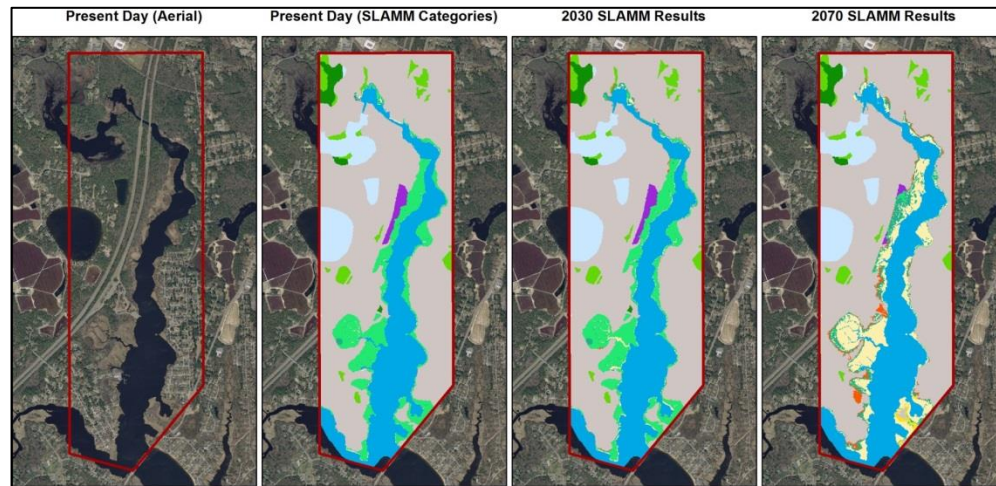 Present Day (Aerial)
Present Day (SLAMM Categories)
2030 SLAMM Results
2070 SLAMM Results